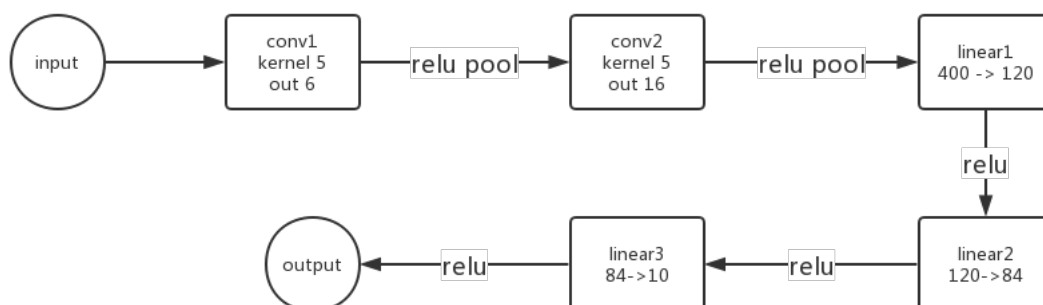 input
conv1
kernel 5
out 6
relu pool
conv2
kernel 5
out 16
relu pool
linear1
400 -> 120
relu
linear2
120->84
relu
linear3
84->10
relu
output